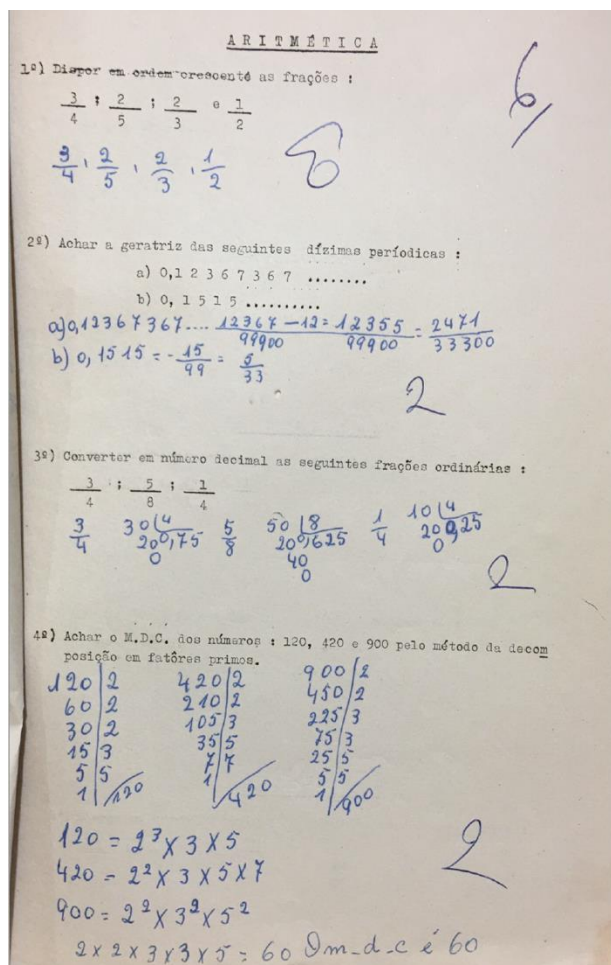 ARITMÉTICA
6
1º) Dispor em ordem crescente as frações :
3/4 ; 2/5 ; 2/3 e 1/2
3/4 , 2/5 , 2/3 , 1/2
2º) Achar a geratriz das seguintes dízimas períodicas :
a) 0,1 2 3 6 7 3 6 7 ........
b) 0, 1 5 1 5 ..........
a) 0,12367367.... 12367-12/99900 = 12355/99900 = 2471/33300
b) 0,1515 = - 15/99 = 5/33
2
3º) Converter em número decimal as seguintes frações ordinárias :
3/4 ; 5/8 ; 1/4
3/4 30 4 5/8 50 8 1/4 10 4
20 0,75 20 0,625 20 0,25
0 40 0
0
2
4º) Achar o M.D.C. dos números : 120, 420 e 900 pelo método da decom
posição em fatôres primos.
120 2 420 2 900 2
60 2 210 2 450 2
30 2 105 3 225 3
15 3 35 5 75 3
5 5 7 7 25 5
1 120 1 420 5 5
1 900
120 = 2³ X 3 X 5
420 = 2² X 3 X 5 X 7
900 = 2² X 3² X 5²
2
2 x 2 x 3 x 3 x 5 = 60 O m-d-c é 60